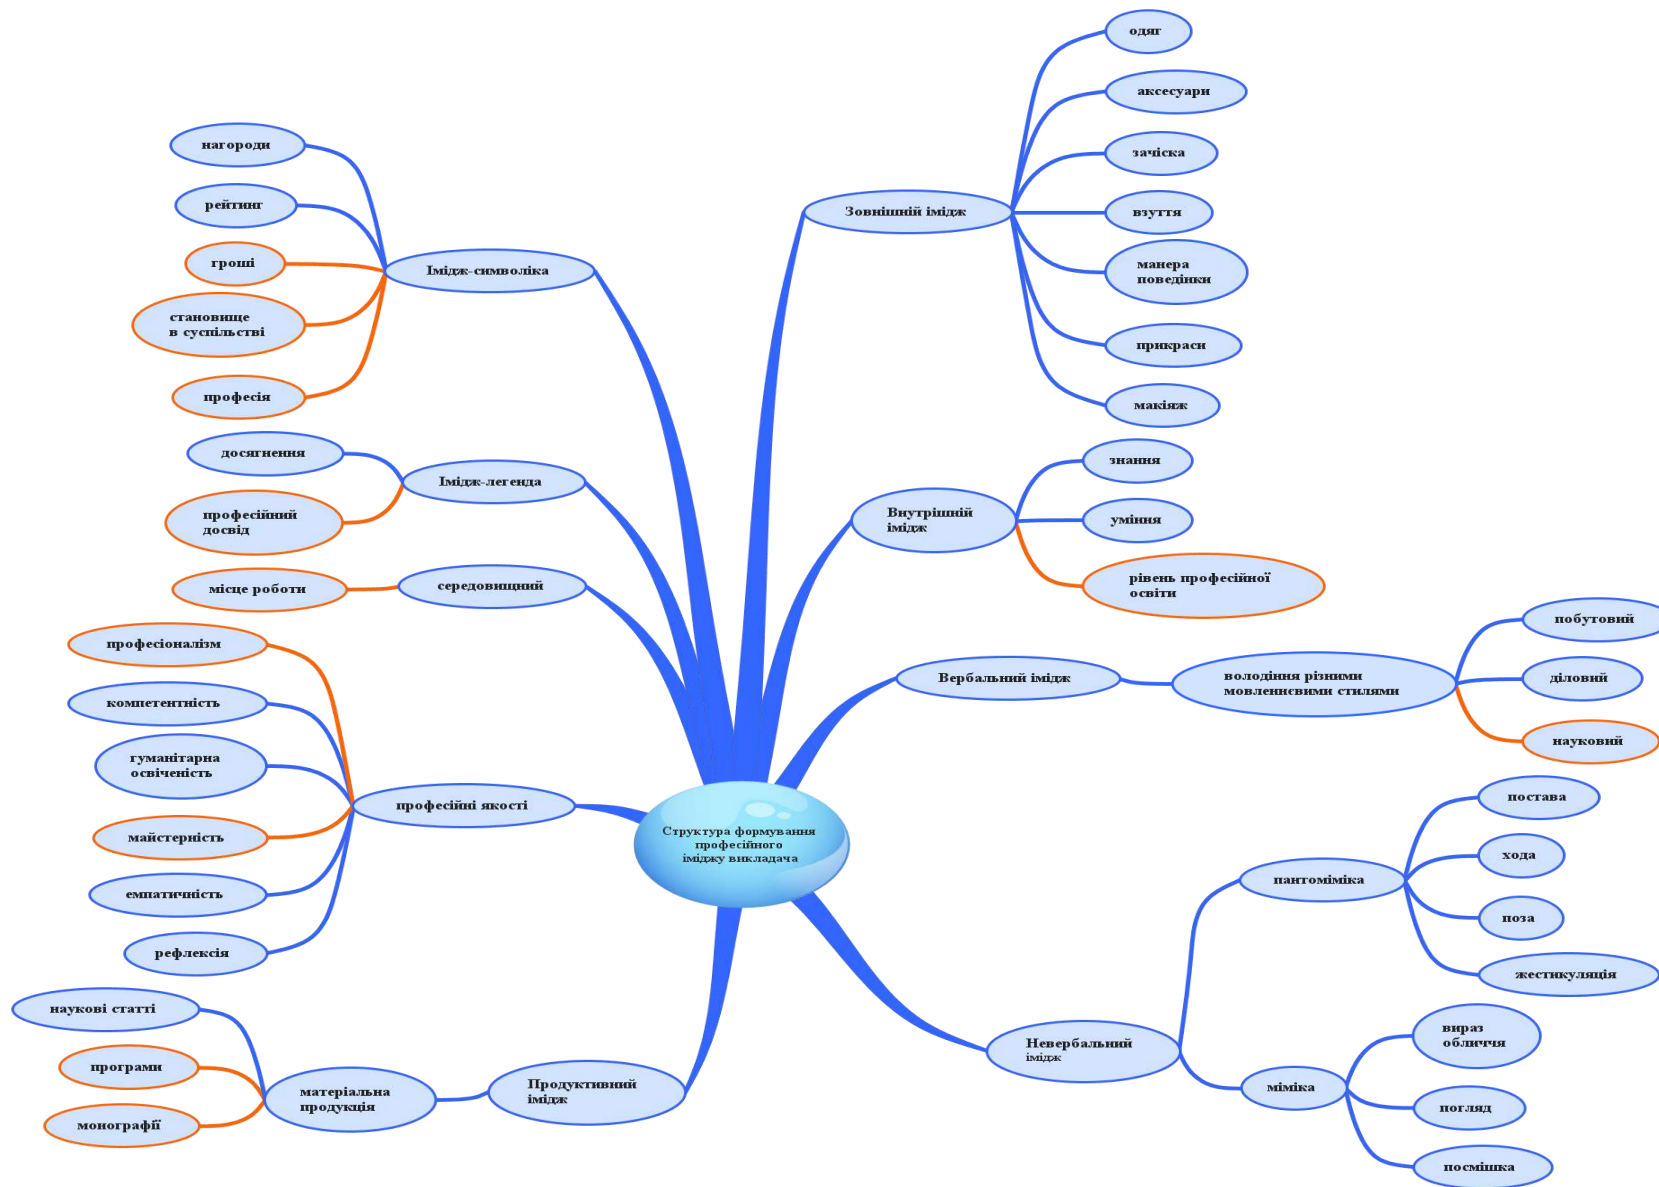 Структура формування
професійного
іміджу викладача
Зовнішній імідж
одяг
аксесуари
зачіска
взуття
манера
поведінки
прикраси
макіяж
Внутрішній
імідж
знання
уміння
рівень професійної
освіти
Вербальний імідж
володіння різними
мовленнєвими стилями
побутовий
діловий
науковий
Невербальний
імідж
пантоміміка
постава
хода
поза
жестикуляція
міміка
вираз
обличчя
погляд
посмішка
Імідж-символіка
нагороди
рейтинг
гроші
становище
в суспільстві
професія
Імідж-легенда
досягнення
професійний
досвід
середовищний
місце роботи
професійні якості
професіоналізм
компетентність
гуманітарна
освіченість
майстерність
емпатичність
рефлексія
Продуктивний
імідж
матеріальна
продукція
наукові статті
програми
монографії